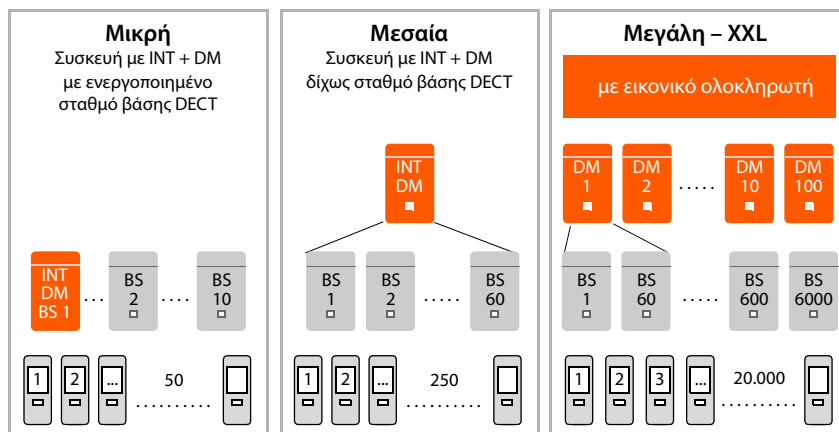 Μικρή
Συσκευή με INT + DM
με ενεργοποιημένο
σταθμό βάσης DECT
INT
DM
BS 1
...
BS
2
....
BS
10
1
2
...
50
..........
Μεσαία
Συσκευή με INT + DM
δίχως σταθμό βάσης DECT
INT
DM
BS
1
BS
2
.....
BS
60
1
2
...
250
..........
Μεγάλη – XXL
με εικονικό ολοκληρωτή
DM
1
DM
2
.....
DM
10
DM
100
BS
1
BS
60
.....
BS
600
BS
6000
1
2
3
...
20.000
..........